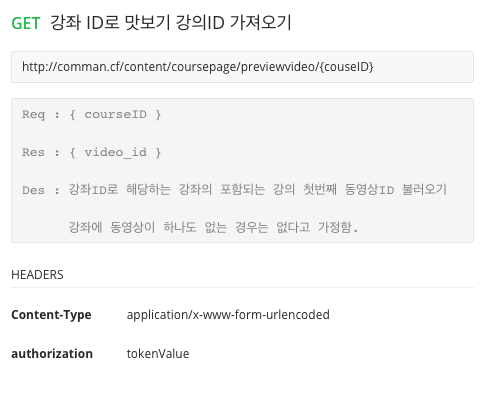 GET 강좌 ID로 맛보기 강의ID 가져오기
http://comman.cf/content/coursepage/previewvideo/{couseID}
Req : { courseID }
Res : { video_id }
Des : 강좌ID로 해당하는 강좌의 포함되는 강의 첫번째 동영상ID 불러오기
강좌에 동영상이 하나도 없는 경우는 없다고 가정함.
HEADERS
Content-Type application/x-www-form-urlencoded
authorization tokenValue